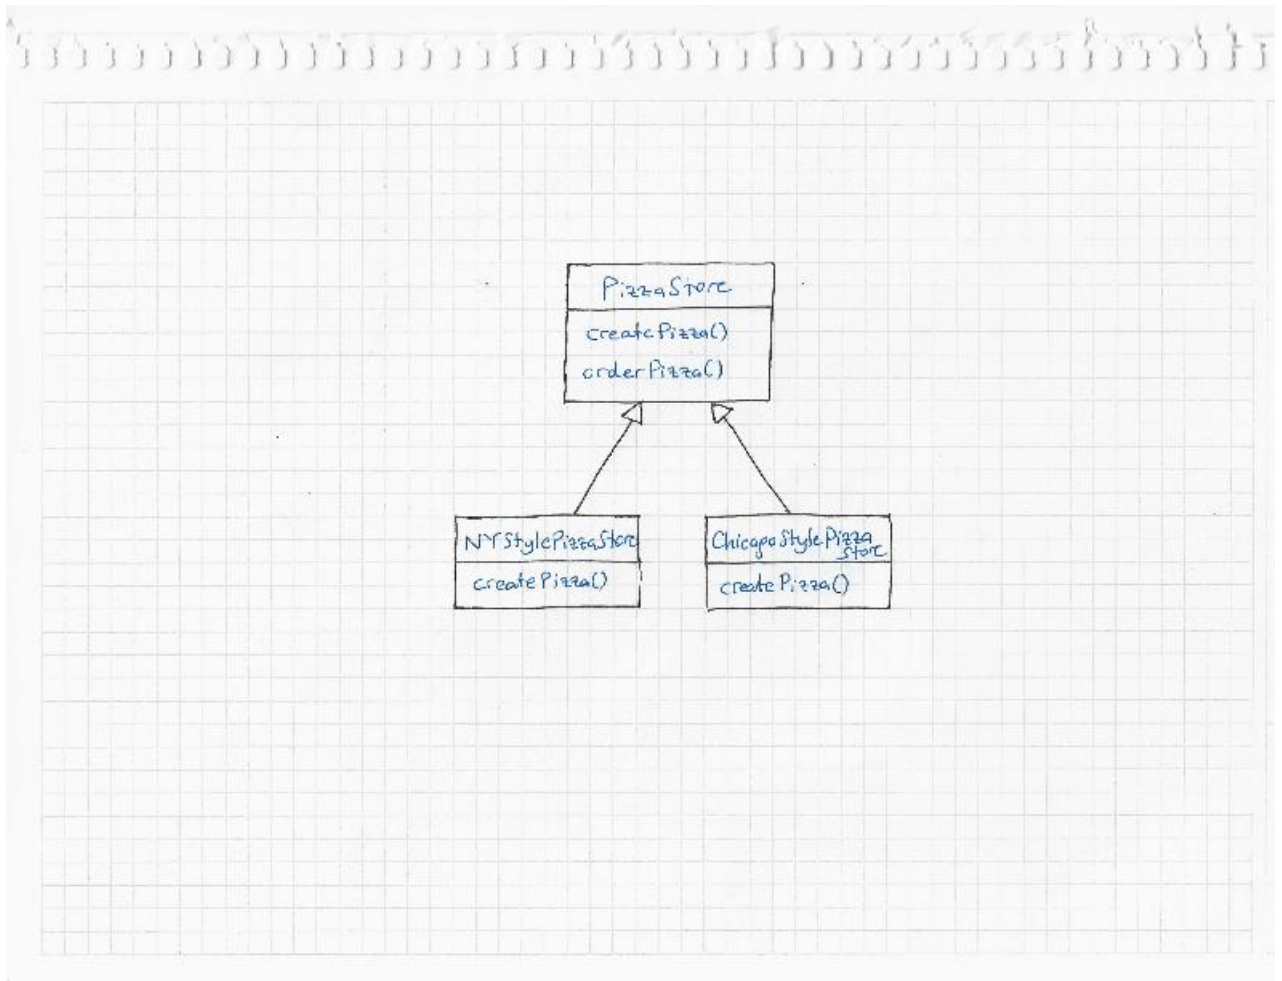 PizzaStore
createPizza()
orderPizza()
NYStylePizzaStore
createPizza()
ChicagoStylePizza
Store
createPizza()